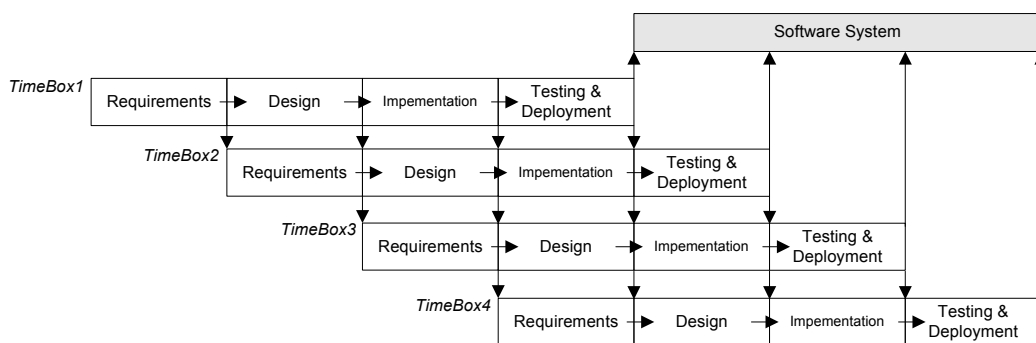 Software System
TimeBox1
Requirements
Design
Impementation
Testing &
Deployment
TimeBox2
Requirements
Design
Impementation
Testing &
Deployment
TimeBox3
Requirements
Design
Impementation
Testing &
Deployment
TimeBox4
Requirements
Design
Impementation
Testing &
Deployment